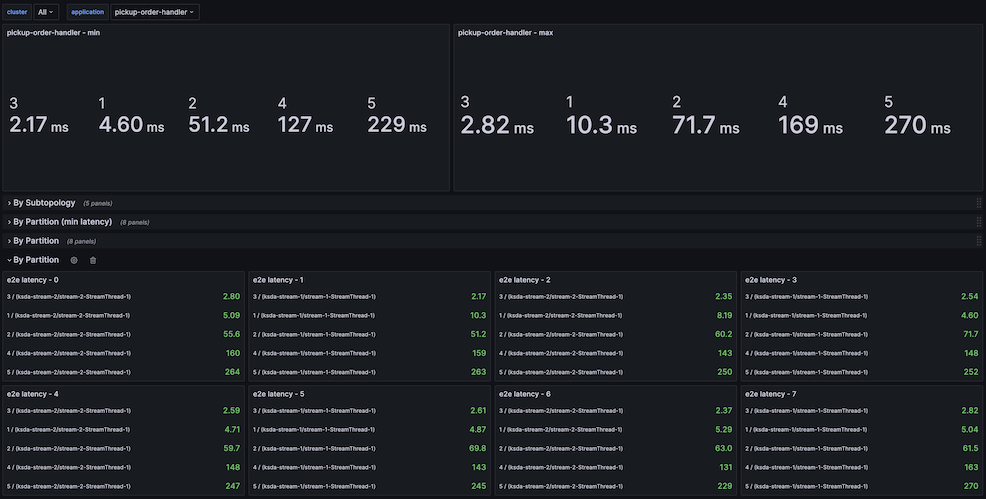 cluster All application pickup-order-handler
pickup-order-handler - min
3 1 2 4 5
2.17 ms 4.60 ms 51.2 ms 127 ms 229 ms
pickup-order-handler - max
3 1 2 4 5
2.82 ms 10.3 ms 71.7 ms 169 ms 270 ms
By Subtopology (5 panels)
By Partition (min latency) (8 panels)
By Partition (8 panels)
By Partition
e2e latency - 0
3 / (ksda-stream-2/stream-2-StreamThread-1) 2.80
1 / (ksda-stream-2/stream-2-StreamThread-1) 5.09
2 / (ksda-stream-2/stream-2-StreamThread-1) 55.6
4 / (ksda-stream-2/stream-2-StreamThread-1) 160
5 / (ksda-stream-2/stream-2-StreamThread-1) 264
e2e latency - 1
3 / (ksda-stream-1/stream-1-StreamThread-1) 2.17
1 / (ksda-stream-1/stream-1-StreamThread-1) 10.3
2 / (ksda-stream-1/stream-1-StreamThread-1) 51.2
4 / (ksda-stream-1/stream-1-StreamThread-1) 159
5 / (ksda-stream-1/stream-1-StreamThread-1) 263
e2e latency - 2
3 / (ksda-stream-2/stream-2-StreamThread-1) 2.35
1 / (ksda-stream-2/stream-2-StreamThread-1) 8.19
2 / (ksda-stream-2/stream-2-StreamThread-1) 60.2
4 / (ksda-stream-2/stream-2-StreamThread-1) 143
5 / (ksda-stream-2/stream-2-StreamThread-1) 250
e2e latency - 3
3 / (ksda-stream-1/stream-1-StreamThread-1) 2.54
1 / (ksda-stream-1/stream-1-StreamThread-1) 4.60
2 / (ksda-stream-1/stream-1-StreamThread-1) 71.7
4 / (ksda-stream-1/stream-1-StreamThread-1) 148
5 / (ksda-stream-1/stream-1-StreamThread-1) 252
e2e latency - 4
3 / (ksda-stream-2/stream-2-StreamThread-1) 2.59
1 / (ksda-stream-2/stream-2-StreamThread-1) 4.71
2 / (ksda-stream-2/stream-2-StreamThread-1) 59.7
4 / (ksda-stream-2/stream-2-StreamThread-1) 148
5 / (ksda-stream-2/stream-2-StreamThread-1) 247
e2e latency - 5
3 / (ksda-stream-1/stream-1-StreamThread-1) 2.61
1 / (ksda-stream-1/stream-1-StreamThread-1) 4.87
2 / (ksda-stream-1/stream-1-StreamThread-1) 69.8
4 / (ksda-stream-1/stream-1-StreamThread-1) 143
5 / (ksda-stream-1/stream-1-StreamThread-1) 245
e2e latency - 6
3 / (ksda-stream-2/stream-2-StreamThread-1) 2.37
1 / (ksda-stream-2/stream-2-StreamThread-1) 5.29
2 / (ksda-stream-2/stream-2-StreamThread-1) 63.0
4 / (ksda-stream-2/stream-2-StreamThread-1) 131
5 / (ksda-stream-2/stream-2-StreamThread-1) 229
e2e latency - 7
3 / (ksda-stream-1/stream-1-StreamThread-1) 2.82
1 / (ksda-stream-1/stream-1-StreamThread-1) 5.04
2 / (ksda-stream-1/stream-1-StreamThread-1) 61.5
4 / (ksda-stream-1/stream-1-StreamThread-1) 163
5 / (ksda-stream-1/stream-1-StreamThread-1) 270